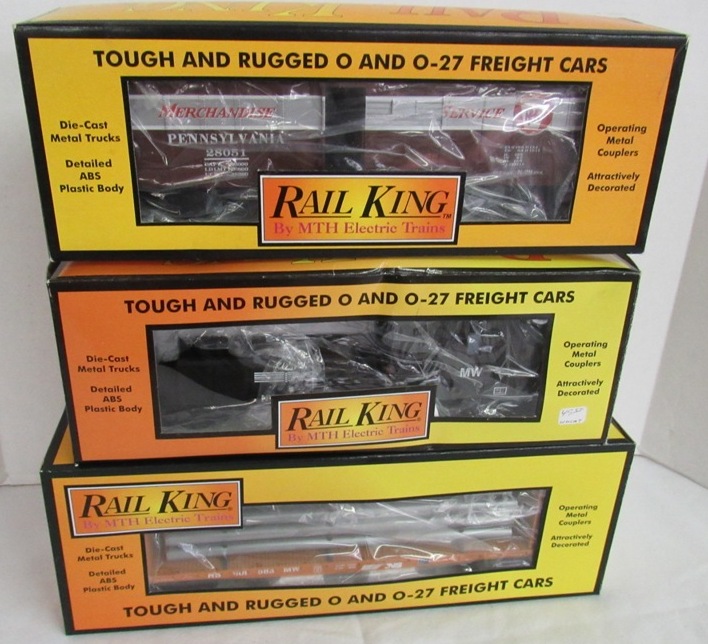 RAIL KING
TOUGH AND RUGGED O AND O-27 FREIGHT CARS
Die-Cast
Metal Trucks
Detailed
ABS
Plastic Body
MERCHANDISE
PENNSYLVANIA
28051
SERVICE
Operating
Metal
Couplers
Attractively
Decorated
RAIL KING TM
By MTH Electric Trains
TOUGH AND RUGGED O AND O-27 FREIGHT CARS
Die-Cast
Metal Trucks
Detailed
ABS
Plastic Body
MW
Operating
Metal
Couplers
Attractively
Decorated
RAIL KING
By MTH Electric Trains
RAIL KING
By MTH Electric Trains
Die-Cast
Metal Trucks
Detailed
ABS
Plastic Body
Operating
Metal
Couplers
Attractively
Decorated
TOUGH AND RUGGED O AND O-27 FREIGHT CARS